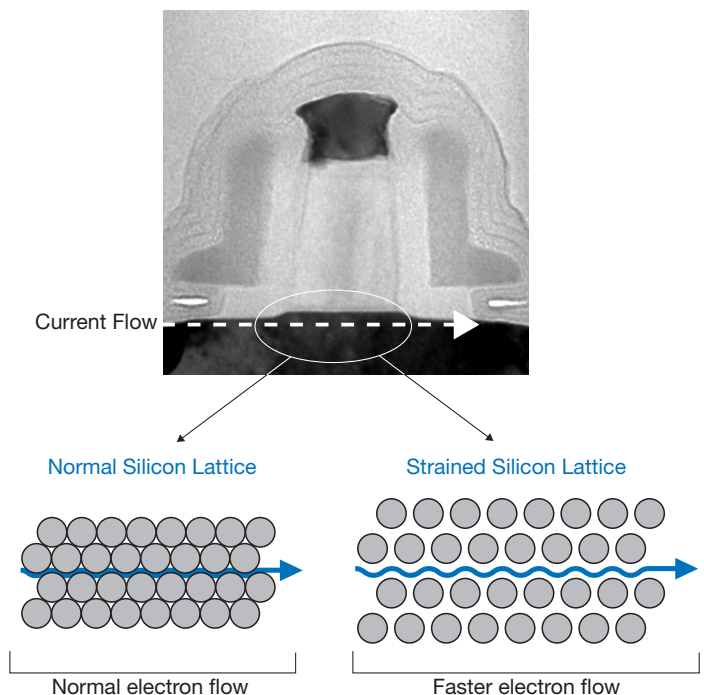 Current Flow
Normal Silicon Lattice
Strained Silicon Lattice
Normal electron flow
Faster electron flow